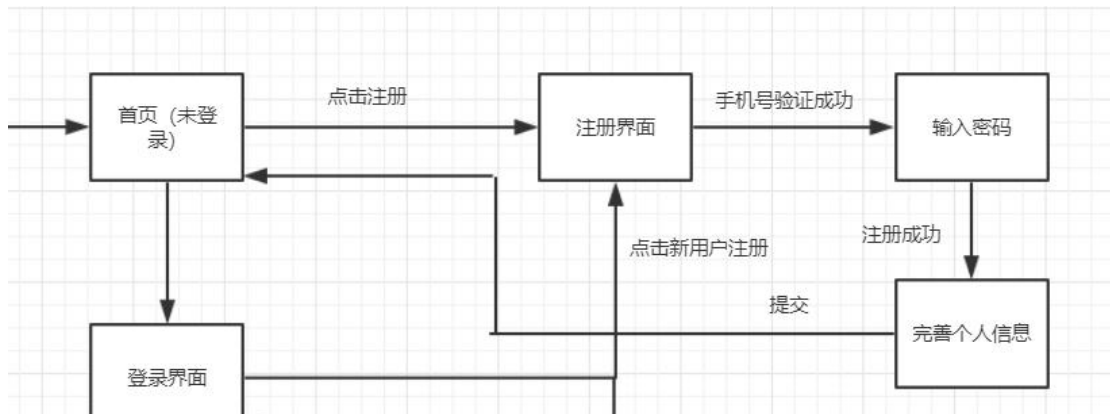 点击注册
首页（未登
录）
注册界面
手机号验证成功
输入密码
点击新用户注册
注册成功
提交
完善个人信息
登录界面